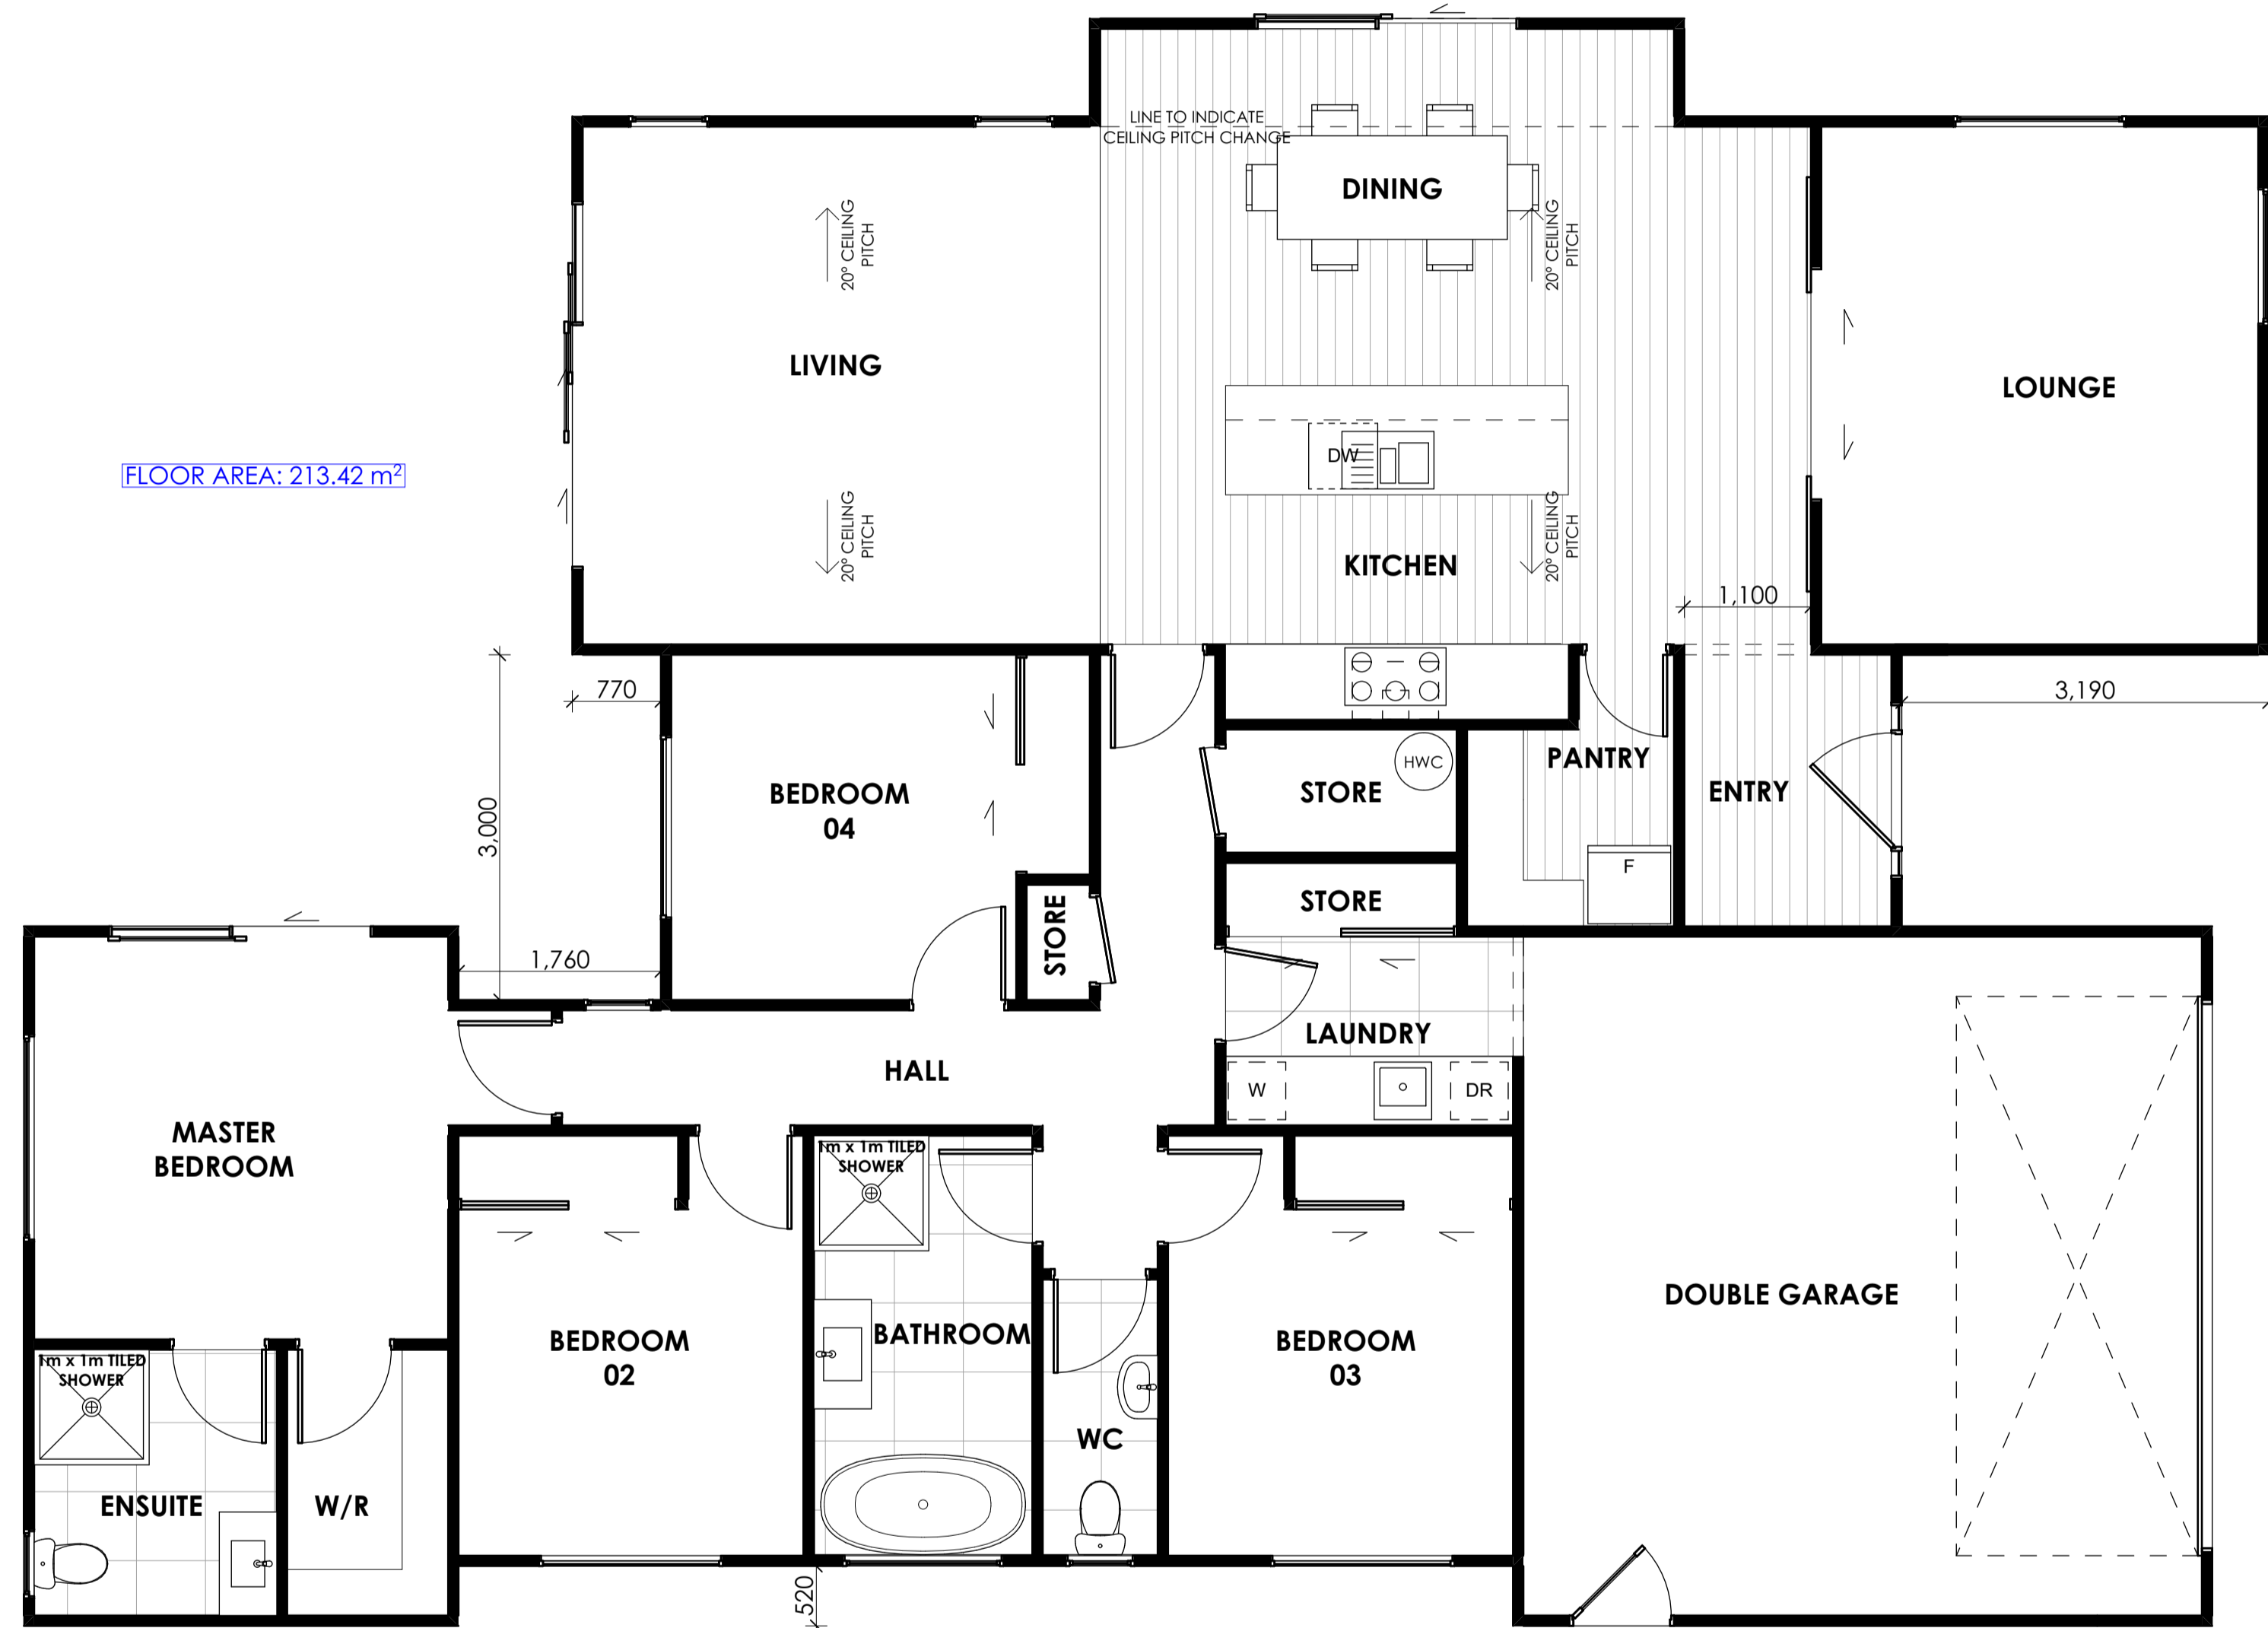 LINE TO INDICATE
CEILING PITCH CHANGE
DINING
20° CEILING
PITCH
20° CEILING
PITCH
LIVING
LOUNGE
FLOOR AREA: 213.42 m²
DW
20° CEILING
PITCH
20° CEILING
PITCH
KITCHEN
1,100
770
3,190
BEDROOM
04
STORE
HWC
PANTRY
ENTRY
3,000
F
STORE
STORE
1,760
LAUNDRY
HALL
W
DR
MASTER
BEDROOM
1m x 1m TILED
SHOWER
DOUBLE GARAGE
BEDROOM
02
BATHROOM
BEDROOM
03
1m x 1m TILED
SHOWER
WC
ENSUITE
W/R
520